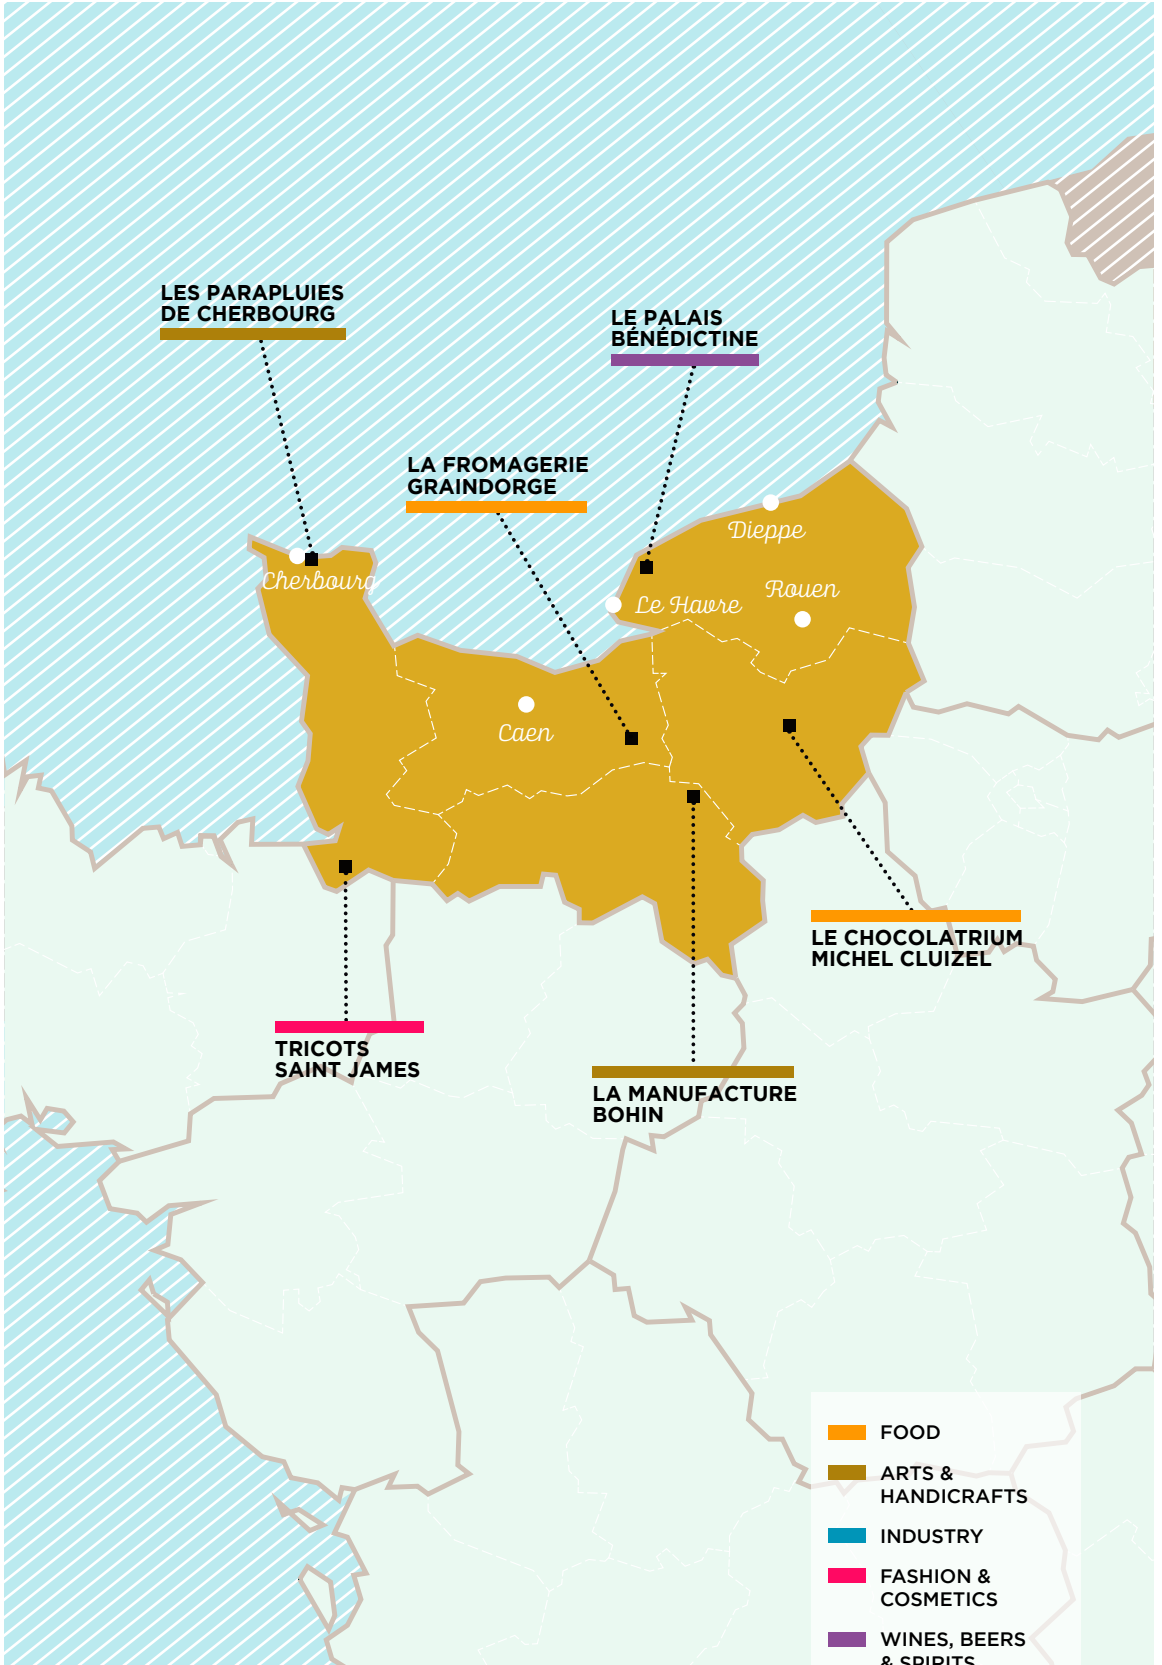 LES PARAPLUIES
DE CHERBOURG
LE PALAIS
BÉNÉDICTINE
LA FROMAGERIE
GRAINDORGE
Dieppe
Cherbourg
Rouen
Le Havre
Caen
LE CHOCOLATRIUM
MICHEL CLUIZEL
TRICOTS
SAINT JAMES
LA MANUFACTURE
BOHIN
FOOD
ARTS &
HANDICRAFTS
INDUSTRY
FASHION &
COSMETICS
WINES, BEERS
& SPIRITS